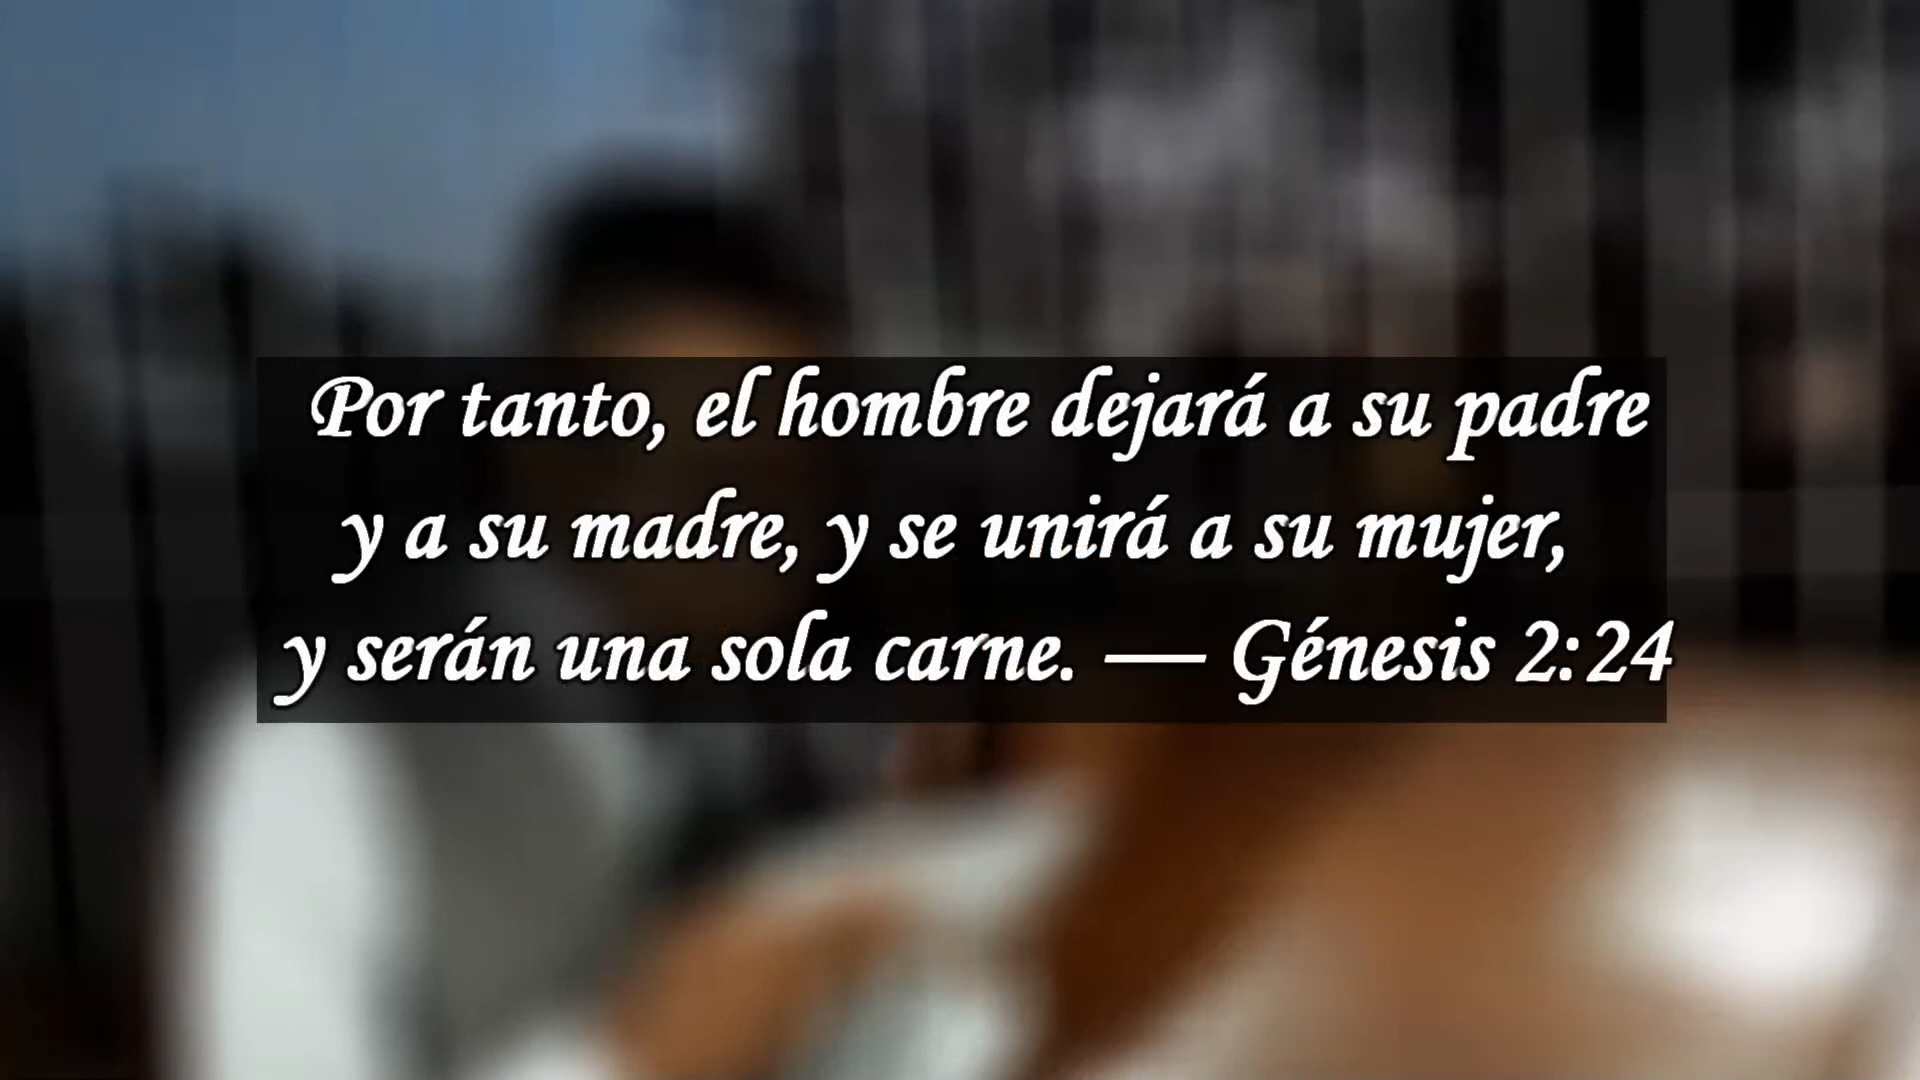 Por tanto, el hombre dejará a su padre
y a su madre, y se unirá a su mujer,
y serán una sola carne. — Génesis 2:24